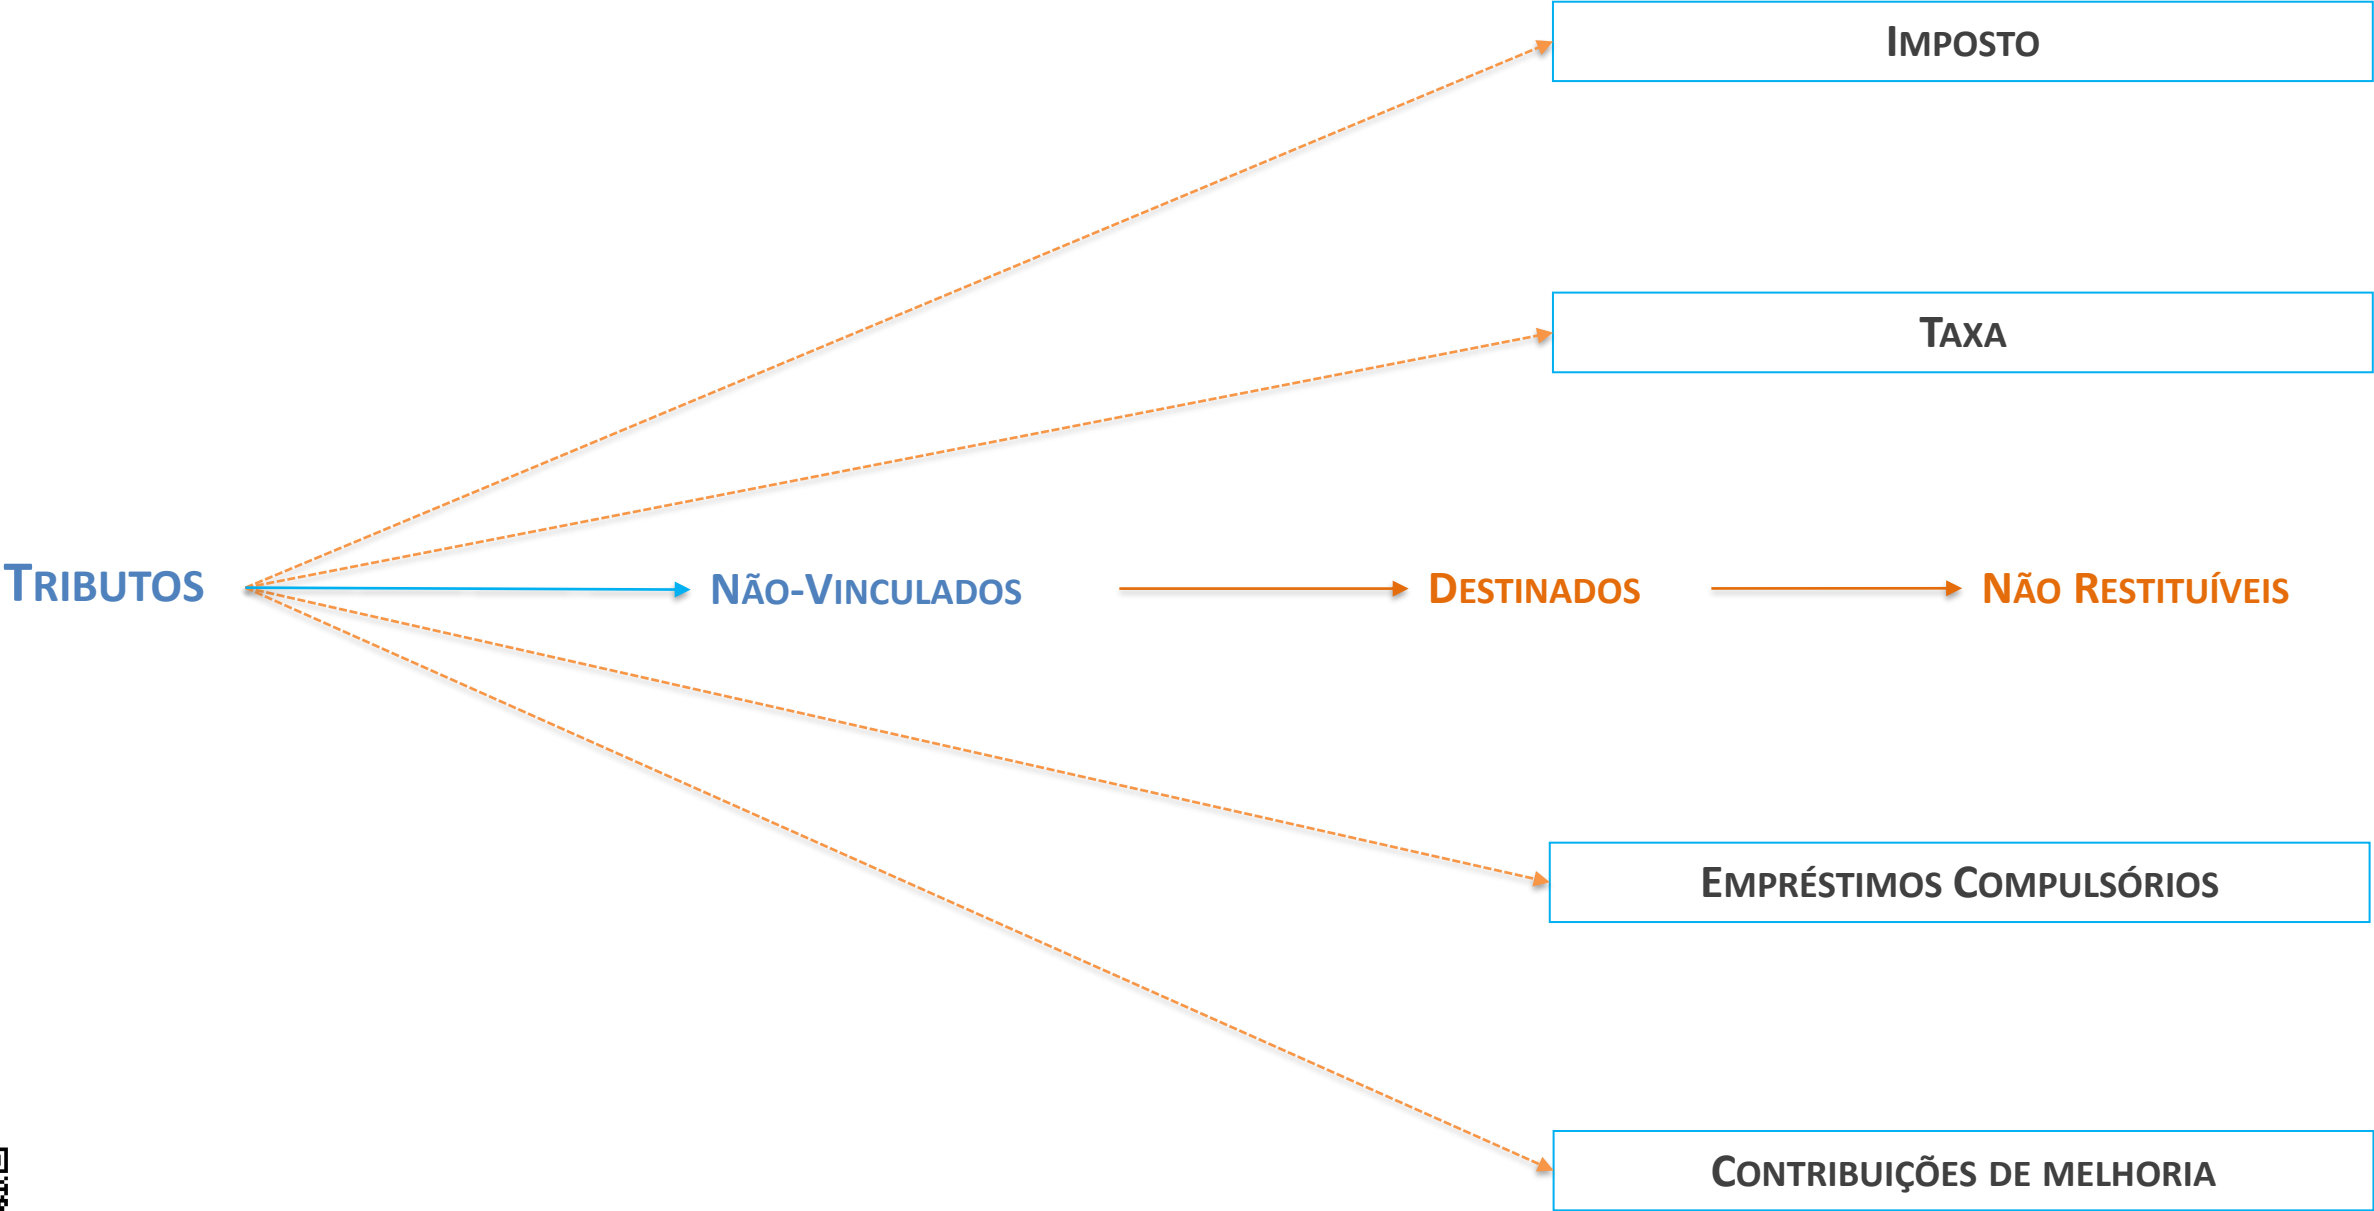 IMPOSTO
TAXA
TRIBUTOS NÃO-VINCULADOS DESTINADOS NÃO RESTITUÍVEIS
EMPRÉSTIMOS COMPULSÓRIOS
CONTRIBUIÇÕES DE MELHORIA